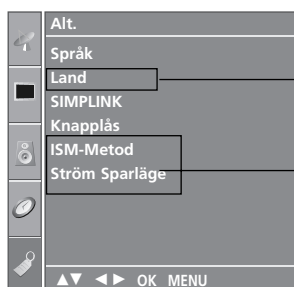 Alt.
Språk
Land
SIMPLINK
Knapplås
ISM-Metod
Ström Sparläge
▲▼ ◄► OK MENU